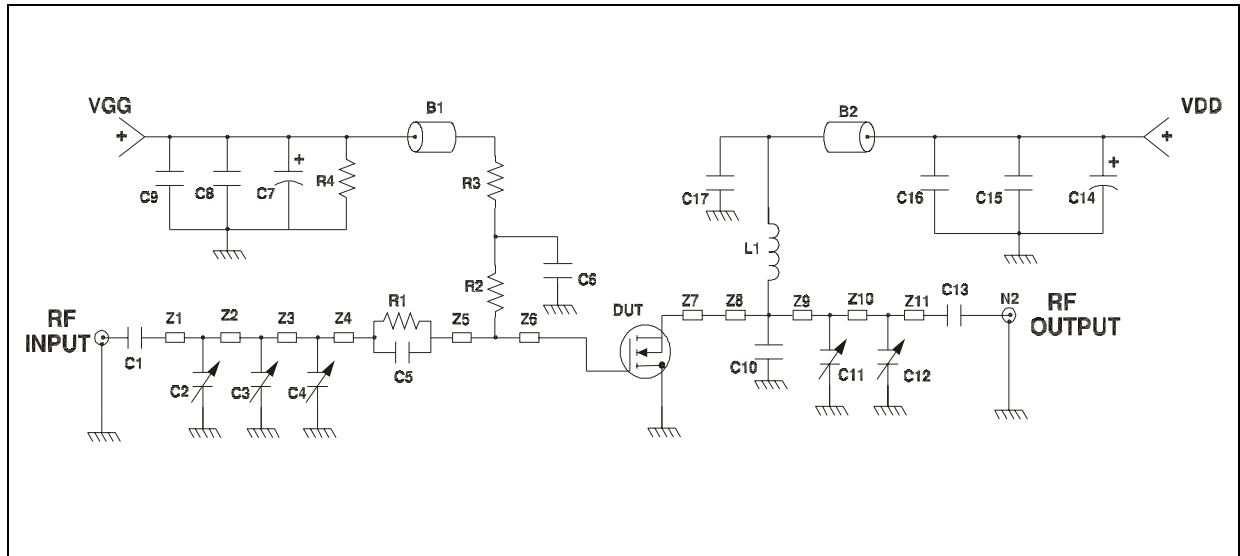 VGG
B1
B2
VDD
+
+
+
+
C9
C8
C7
R4
R3
C17
C16
C15
C14
L1
R2
C6
RF
INPUT
C1
Z1
Z2
Z3
Z4
R1
C5
Z5
Z6
DUT
Z7
Z8
Z9
Z10
Z11
C13
N2
RF
OUTPUT
C2
C3
C4
C10
C11
C12